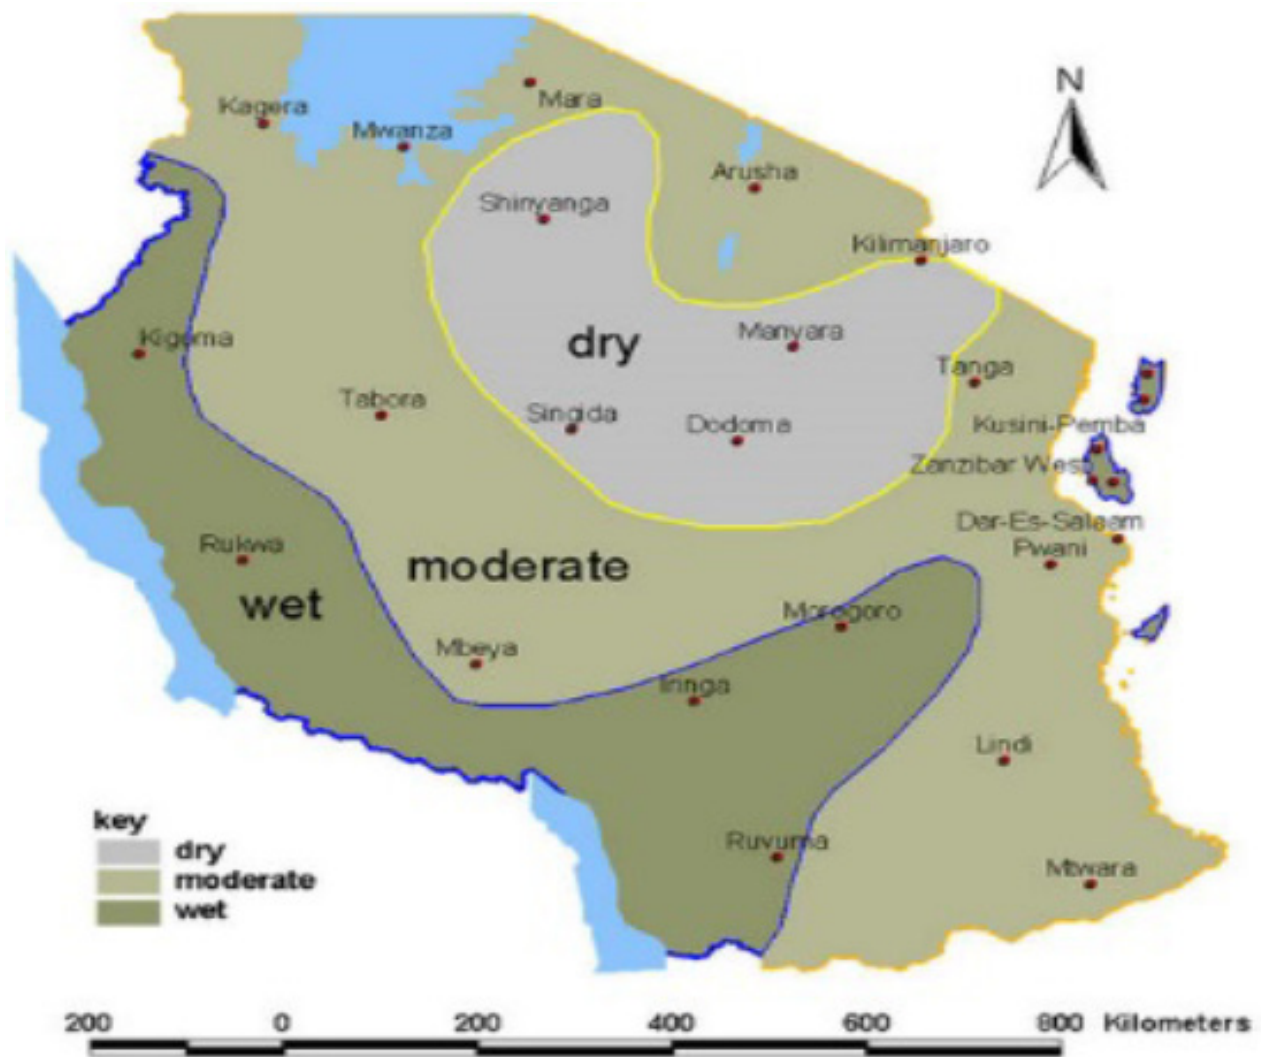 N
Kagera
Mara
Mwanza
Arusha
Shinyanga
Kilimanjaro
dry
Manyara
Kigoma
Tanga
Tabora
Singida
Dodoma
Kusini-Pemba
Zanzibar West
Dar-Es-Salaam
Pwani
Rukwa
moderate
wet
Morogoro
Mbeya
Iringa
Lindi
Ruvuma
Mtwara
key
dry
moderate
wet
200 0 200 400 600 800 Kilometers